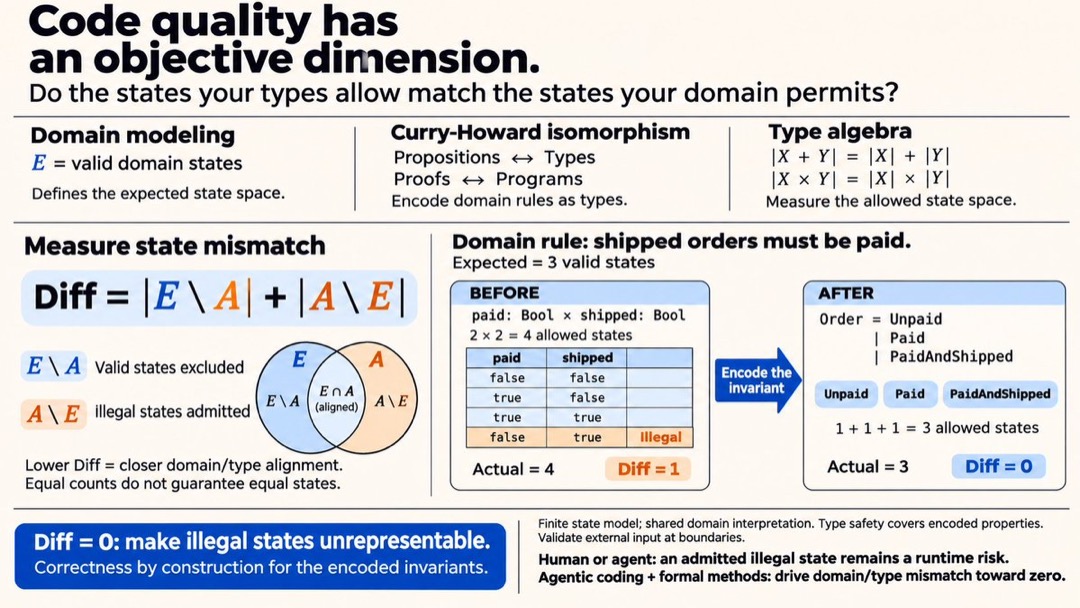 Code quality has
an objective dimension.
Do the states your types allow match the states your domain permits?
Domain modeling
E = valid domain states
Defines the expected state space.
Curry-Howard isomorphism
Propositions ↔ Types
Proofs ↔ Programs
Encode domain rules as types.
Type algebra
|X + Y| = |X| + |Y|
|X × Y| = |X| × |Y|
Measure the allowed state space.
Measure state mismatch
Diff = |E \ A| + |A \ E|
E \ A Valid states excluded
A \ E illegal states admitted
E
A
E \ A
E ∩ A
(aligned)
A \ E
Lower Diff = closer domain/type alignment.
Equal counts do not guarantee equal states.
Domain rule: shipped orders must be paid.
Expected = 3 valid states
BEFORE
paid: Bool × shipped: Bool
2 × 2 = 4 allowed states
paid shipped
false false
true false
true true
false true Illegal
Actual = 4 Diff = 1
Encode the
invariant
AFTER
Order = Unpaid
| Paid
| PaidAndShipped
Unpaid Paid PaidAndShipped
1 + 1 + 1 = 3 allowed states
Actual = 3 Diff = 0
Diff = 0: make illegal states unrepresentable.
Correctness by construction for the encoded invariants.
Finite state model; shared domain interpretation. Type safety covers encoded properties.
Validate external input at boundaries.
Human or agent: an admitted illegal state remains a runtime risk.
Agentic coding + formal methods: drive domain/type mismatch toward zero.